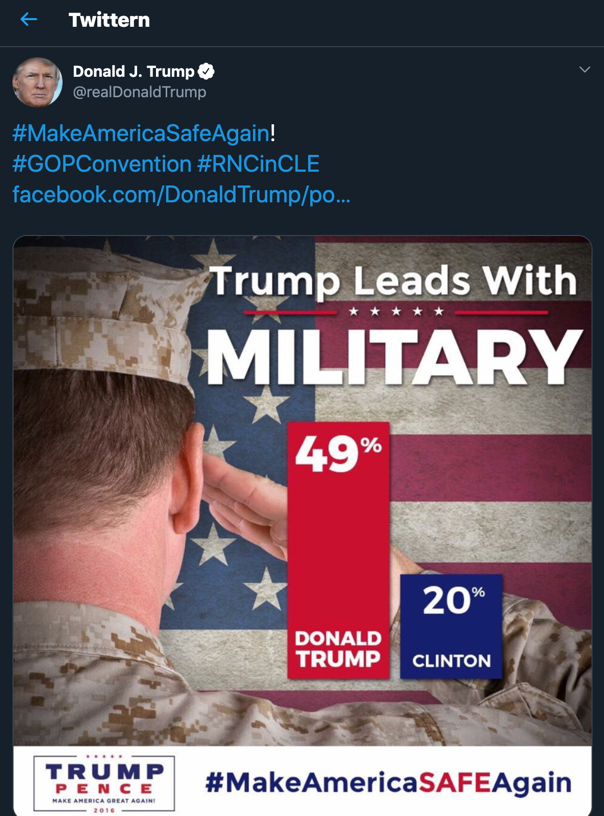 Twittern
Donald J. Trump
@realDonaldTrump
#MakeAmericaSafeAgain!
#GOPConvention #RNCinCLE
facebook.com/DonaldTrump/po...
Trump Leads With
MILITARY
49%
DONALD
TRUMP
20%
CLINTON
TRUMP
PENCE
MAKE AMERICA GREAT AGAIN!
2016
#MakeAmericaSAFEAgain